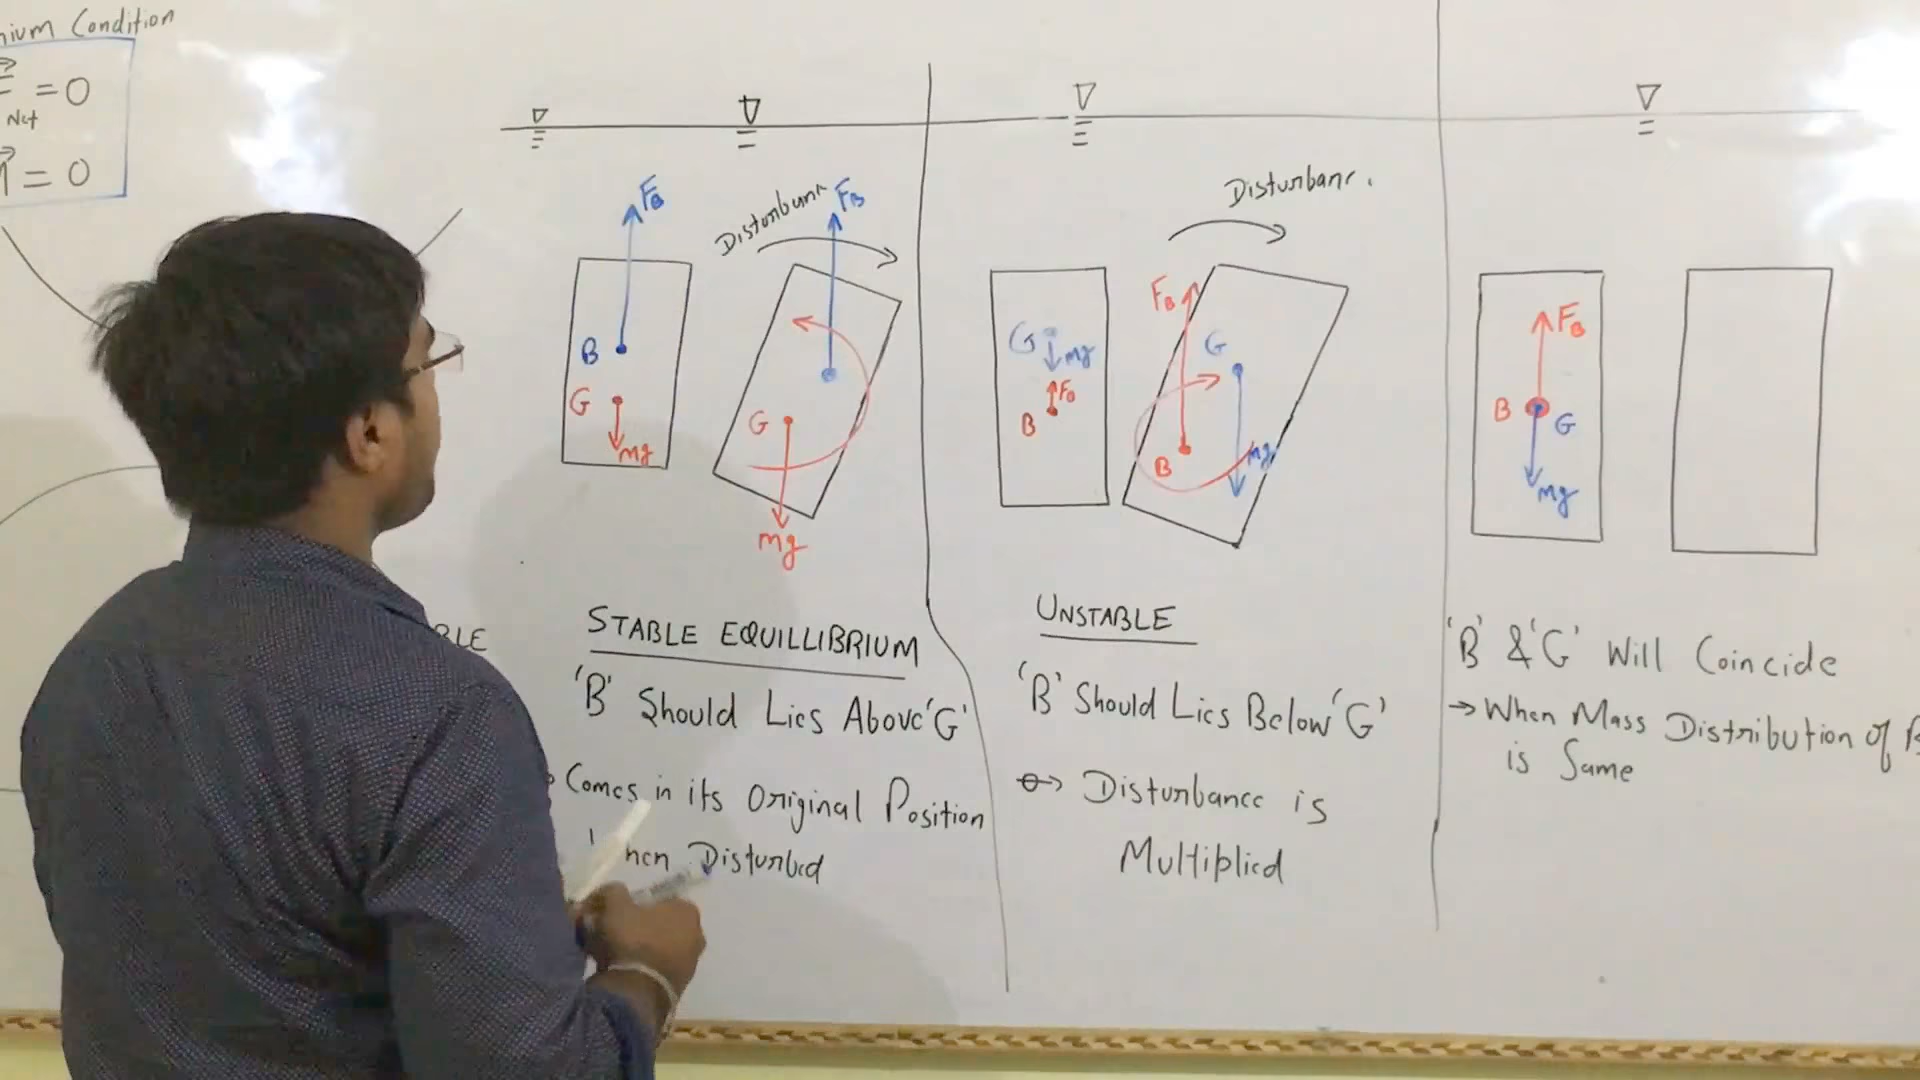 Condition
= 0
Net
= 0
FB
B
G
mg
Disturban
FB
G
mg
STABLE EQUILLIBRIUM
'B' Should Lies Above 'G'
Comes in its Original Position
Disturbed
Disturbanc.
G
mg
FB
B
FB
G
B
mg
UNSTABLE
'B' Should Lies Below 'G'
→ Disturbance is
Multiplied
FB
B
G
mg
'B' & 'G' Will Coincide
→ When Mass Distribution of
is Same